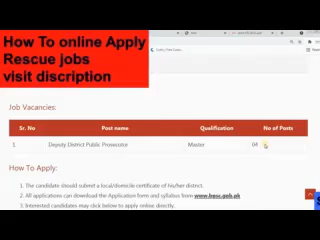 How To online Apply
Rescue jobs
visit discription
Job Vacancies:
Sr. No Post name Qualification No of Posts
1. Deputy District Public Prosecutor Master 04
How To Apply:
1. The candidate should submit a local/domicile certificate of his/her district.
2. All applications can download the Application form and syllabus from www.kpsc.gob.pk
3. Interested candidates may click below to apply online directly.